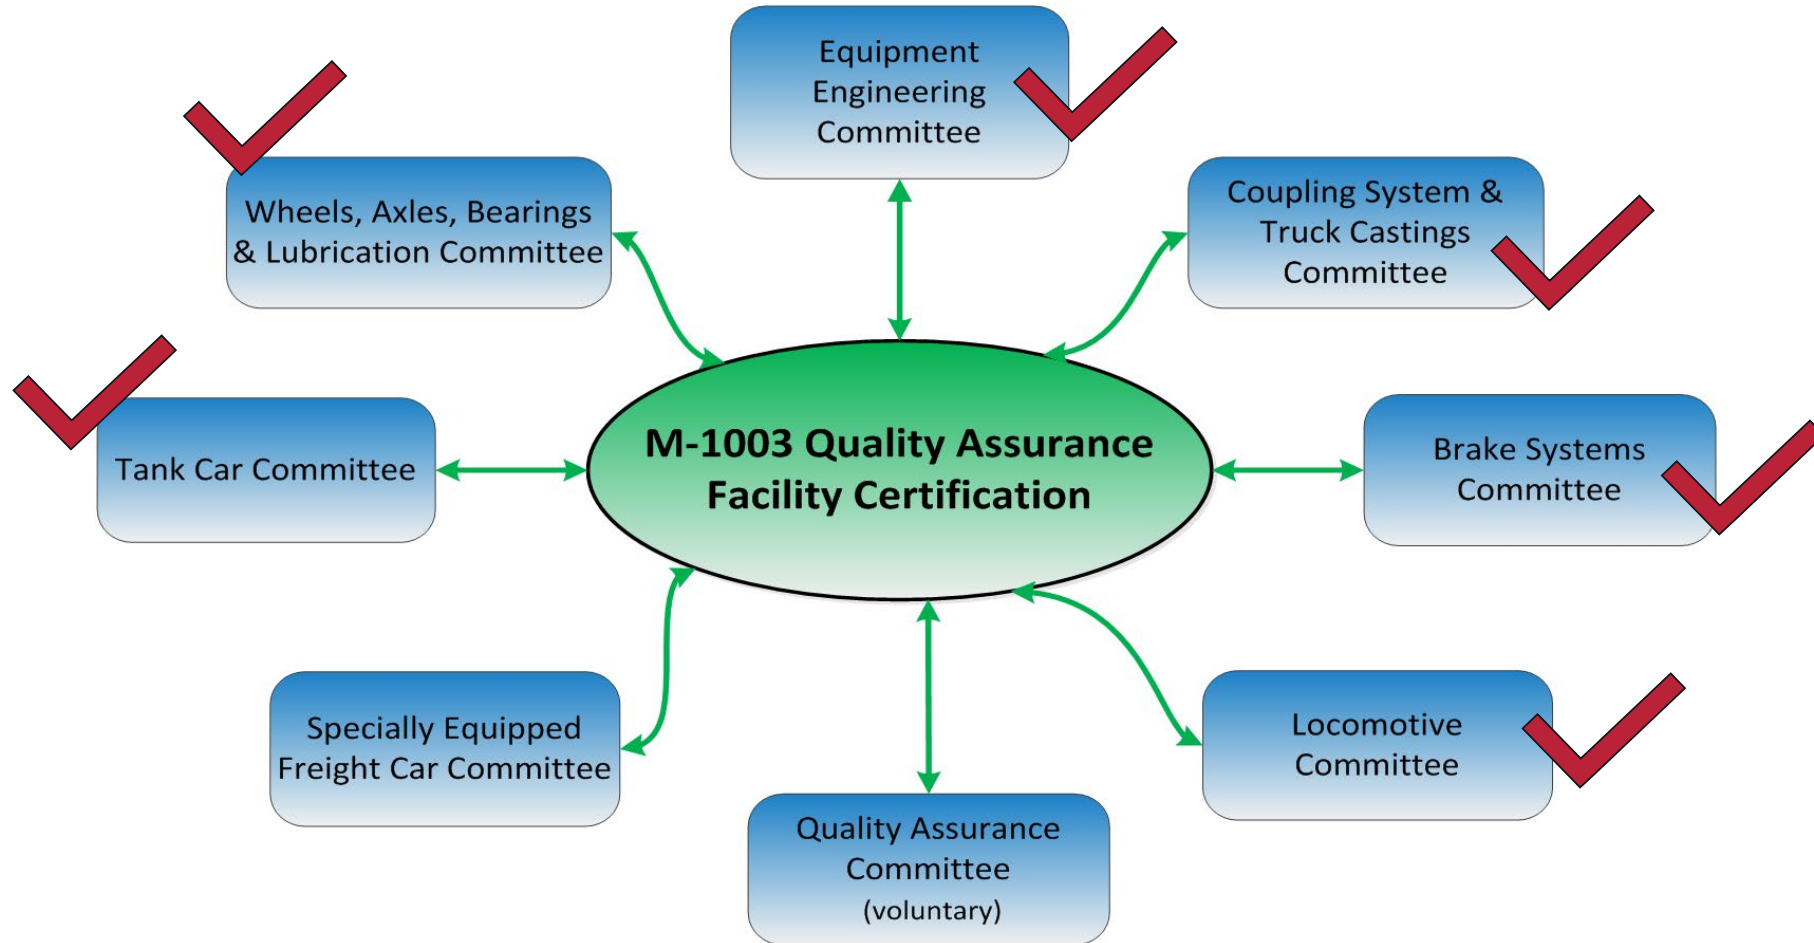 Equipment
Engineering
Committee
Wheels, Axles, Bearings
& Lubrication Committee
Coupling System &
Truck Castings
Committee
M-1003 Quality Assurance
Facility Certification
Tank Car Committee
Brake Systems
Committee
Specially Equipped
Freight Car Committee
Locomotive
Committee
Quality Assurance
Committee
(voluntary)